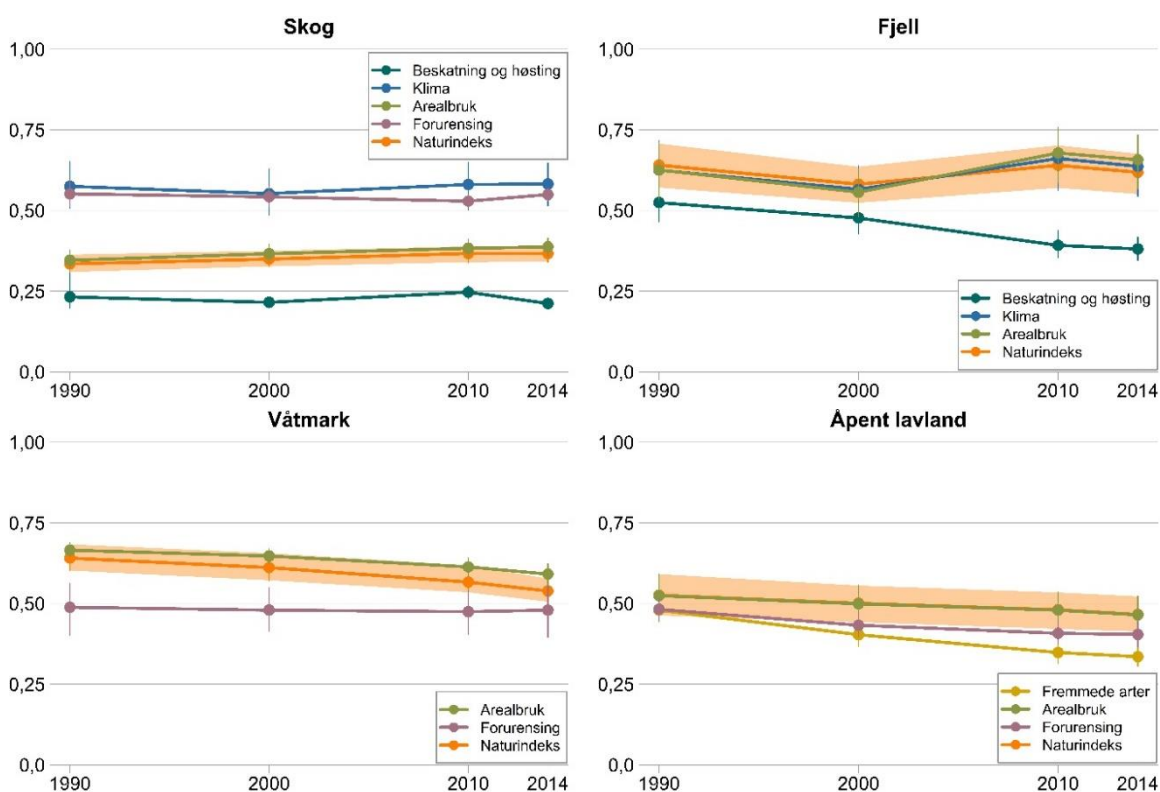 Skog
1,00
0,75
0,50
0,25
0,0
1990 2000 2010 2014
Beskatning og høsting
Klima
Arealbruk
Forurensing
Naturindeks
Fjell
1,00
0,75
0,50
0,25
0,0
1990 2000 2010 2014
Beskatning og høsting
Klima
Arealbruk
Naturindeks
Våtmark
1,00
0,75
0,50
0,25
0,0
1990 2000 2010 2014
Arealbruk
Forurensing
Naturindeks
Åpent lavland
1,00
0,75
0,50
0,25
0,0
1990 2000 2010 2014
Fremmede arter
Arealbruk
Forurensing
Naturindeks